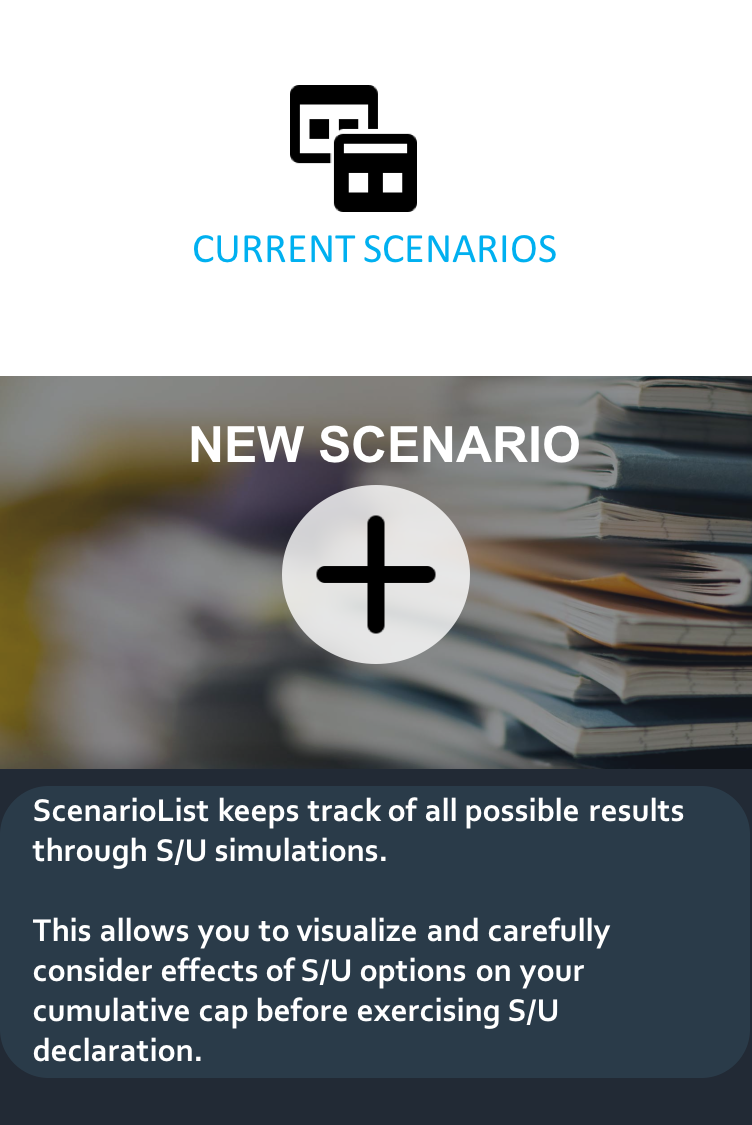 CURRENT SCENARIOS
NEW SCENARIO
ScenarioList keeps track of all possible results
through S/U simulations.
This allows you to visualize and carefully
consider effects of S/U options on your
cumulative cap before exercising S/U
declaration.